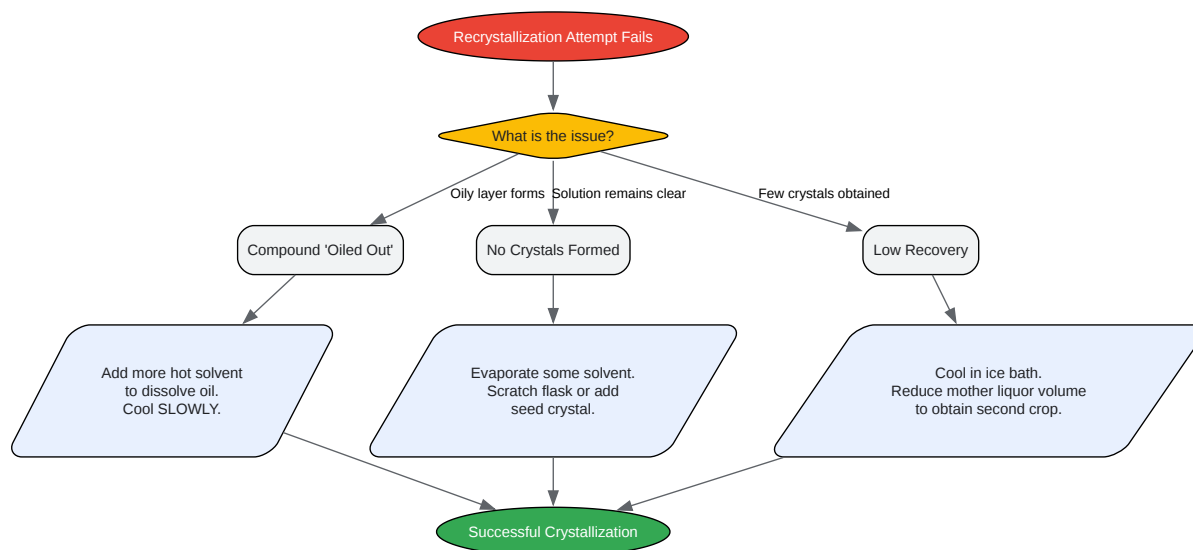 Recrystallization Attempt Fails
What is the issue?
Oily layer forms
Solution remains clear
Few crystals obtained
Compound 'Oiled Out'
No Crystals Formed
Low Recovery
Add more hot solvent
to dissolve oil.
Cool SLOWLY.
Evaporate some solvent.
Scratch flask or add
seed crystal.
Cool in ice bath.
Reduce mother liquor volume
to obtain second crop.
Successful Crystallization